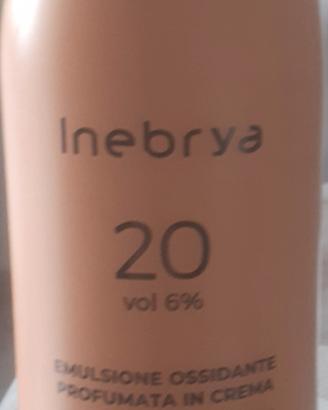 Inebrya
20
vol 6%
EMULSIONE OSSIDANTE
PROFUMATA IN CREMA